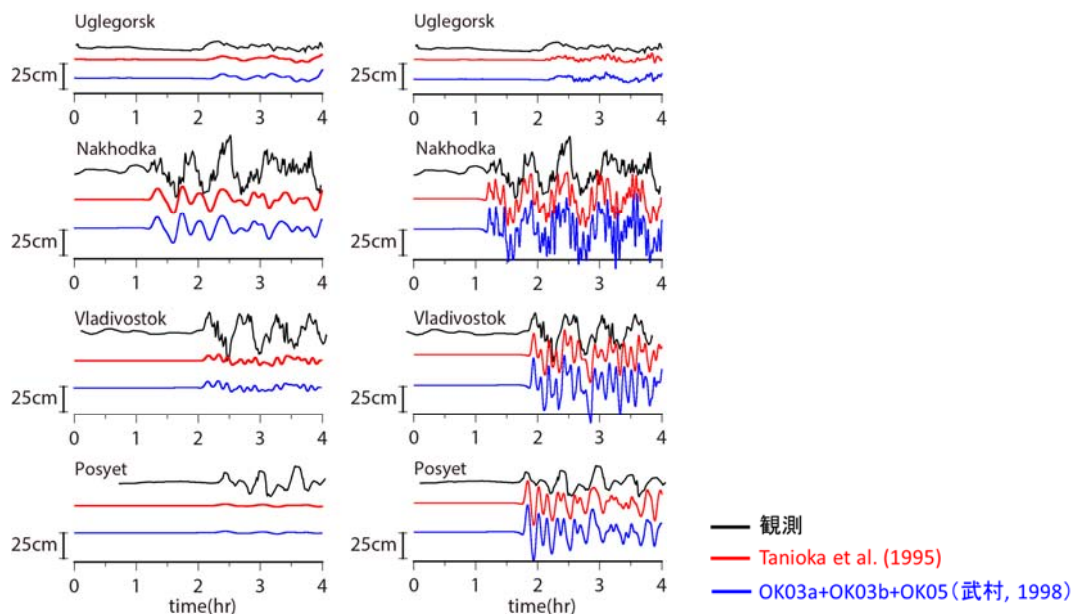 Uglegorsk
25cm
0 1 2 3 4
Nakhodka
25cm
0 1 2 3 4
Vladivostok
25cm
0 1 2 3 4
Posyet
25cm
0 1 2 3 4
time(hr)
Uglegorsk
25cm
0 1 2 3 4
Nakhodka
25cm
0 1 2 3 4
Vladivostok
25cm
0 1 2 3 4
Posyet
25cm
0 1 2 3 4
time(hr)
観測
Tanioka et al. (1995)
OK03a+OK03b+OK05(武村, 1998)